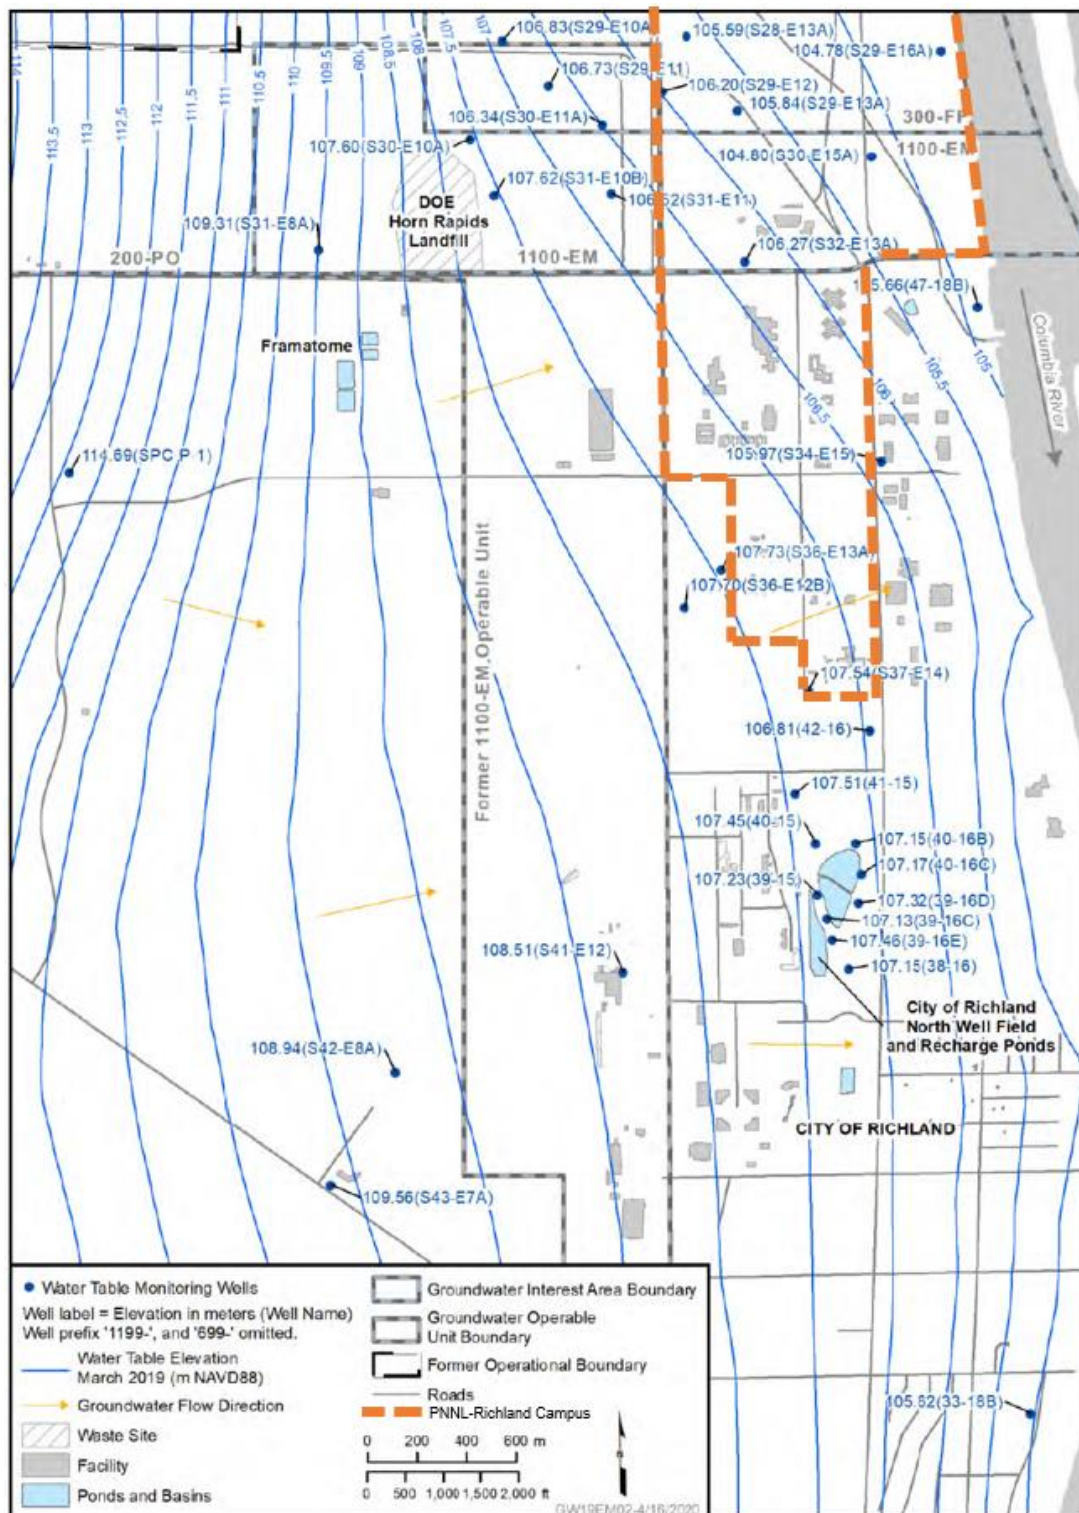 106.83(S29-E10A)
105.59(S28-E13A)
104.78(S29-E16A)
106.73(S29-E11)
106.20(S29-E12)
105.84(S29-E13A)
106.34(S30-E11A)
300-FF
1100-EM
107.60(S30-E10A)
104.80(S30-E15A)
114
113.5
113
112.5
112
111.5
111
110.5
110
109.5
109
108.5
108
107.5
107
107.62(S31-E10B)
(S31-E11)
DOE
Horn Rapids
Landfill
109.31(S31-E8A)
106.27(S32-E13A)
200-PO
1100-EM
(47-18B)
Framatome
Columbia River
105.5
105
106
106.5
114.69(SPC P 1)
105.97(S34-E15)
107.73(S36-E13A)
107.70(S36-E12B)
Former 1100-EM Operable Unit
107.54(S37-E14)
106.81(42-16)
107.51(41-15)
107.45(40-15)
107.15(40-16B)
107.17(40-16C)
107.23(39-15)
107.32(39-16D)
107.13(39-16C)
107.46(39-16E)
108.51(S41-E12)
107.15(38-16)
City of Richland
North Well Field
and Recharge Ponds
108.94(S42-E8A)
CITY OF RICHLAND
109.56(S43-E7A)
105.62(33-18B)
Water Table Monitoring Wells
Well label = Elevation in meters (Well Name)
Well prefix '1199-', and '699-' omitted.
Water Table Elevation
March 2019 (m NAVD88)
Groundwater Flow Direction
Waste Site
Facility
Ponds and Basins
Groundwater Interest Area Boundary
Groundwater Operable
Unit Boundary
Former Operational Boundary
Roads
PNNL-Richland Campus
0 200 400 600 m
0 500 1,000 1,500 2,000 ft
GW19EM02-4/16/2020